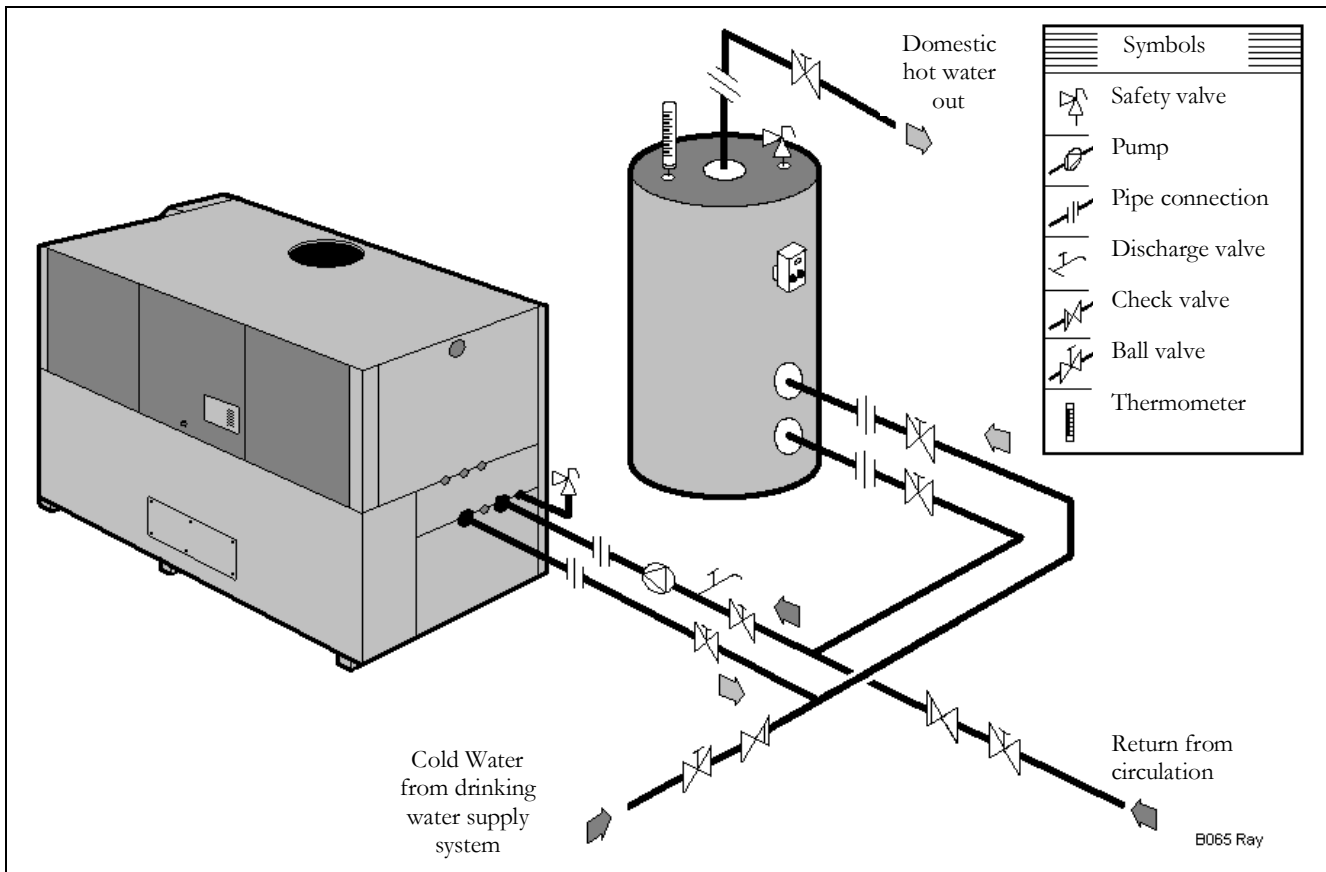 Domestic
hot water
out
Symbols
Safety valve
Pump
Pipe connection
Discharge valve
Check valve
Ball valve
Thermometer
Cold Water
from drinking
water supply
system
Return from
circulation
B065 Ray